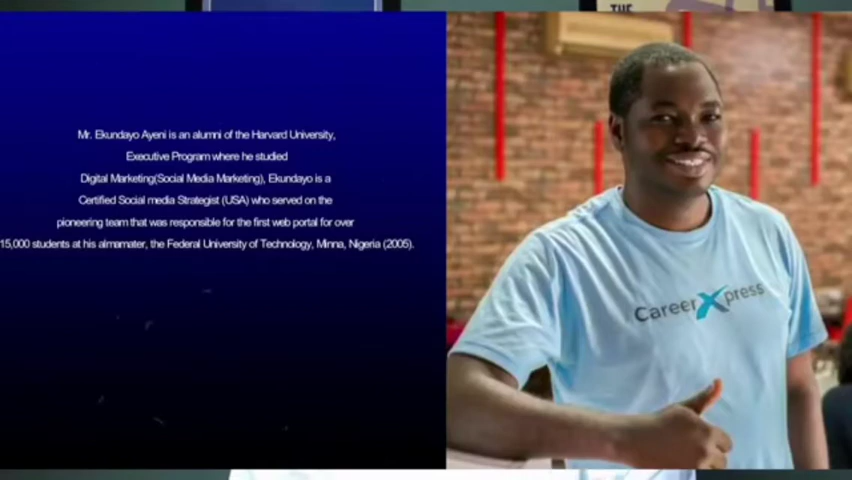 THE
Mr. Ekundayo Ayeni is an alumni of the Harvard University,
Executive Program where he studied
Digital Marketing(Social Media Marketing), Ekundayo is a
Certified Social media Strategist (USA) who served on the
pioneering team that was responsible for the first web portal for over
15,000 students at his almamater, the Federal University of Technology, Minna, Nigeria (2005).
CareerXpress